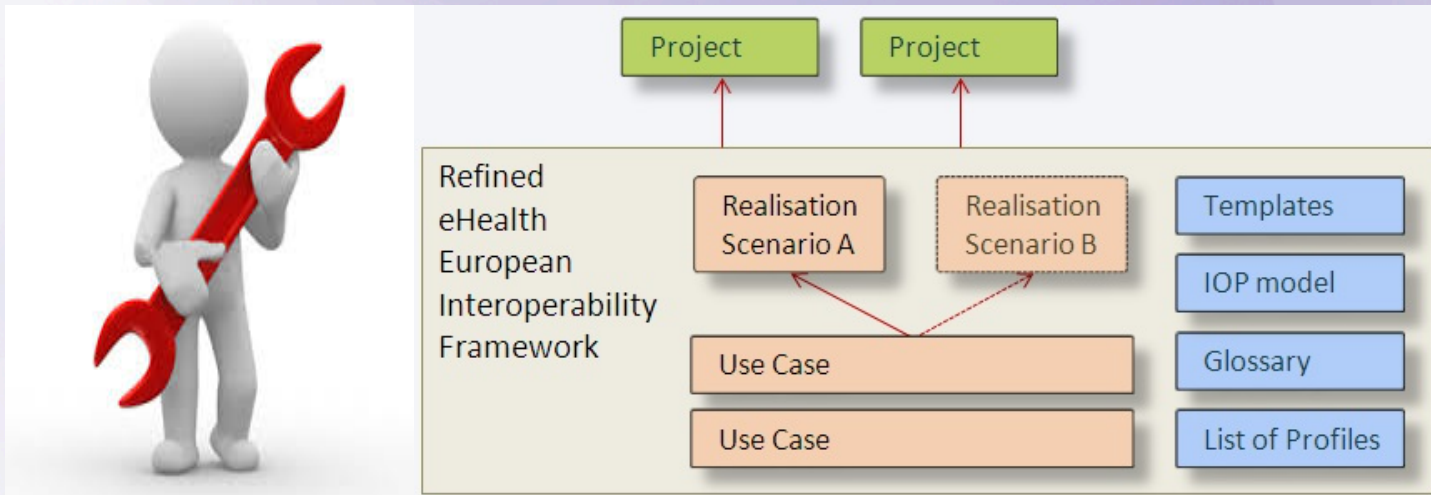 Project
Project
Refined
eHealth
European
Interoperability
Framework
Realisation
Scenario A
Realisation
Scenario B
Use Case
Use Case
Templates
IOP model
Glossary
List of Profiles